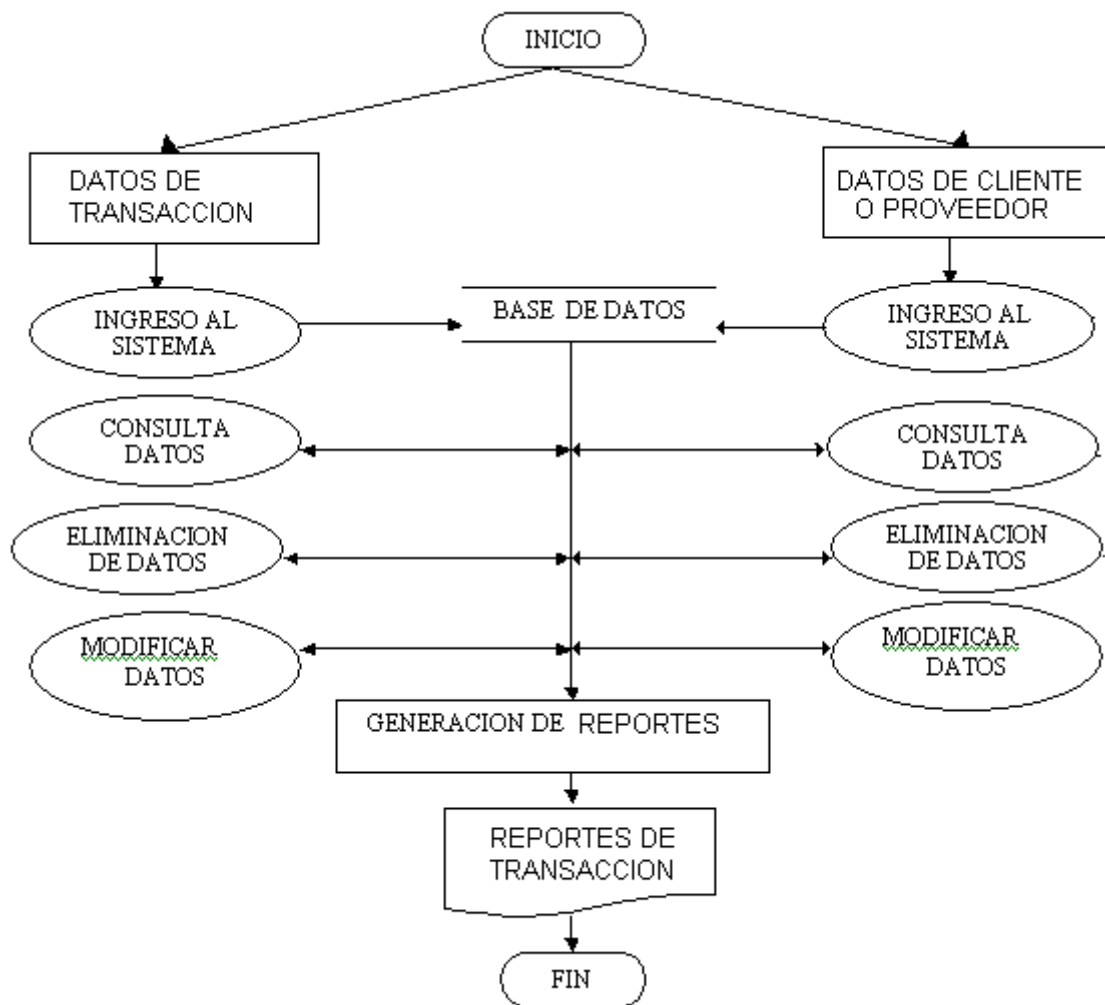 INICIO
DATOS DE
TRANSACCION
DATOS DE CLIENTE
O PROVEEDOR
INGRESO AL
SISTEMA
BASE DE DATOS
INGRESO AL
SISTEMA
CONSULTA
DATOS
CONSULTA
DATOS
ELIMINACION
DE DATOS
ELIMINACION
DE DATOS
MODIFICAR
DATOS
MODIFICAR
DATOS
GENERACION DE REPORTES
REPORTES DE
TRANSACCION
FIN